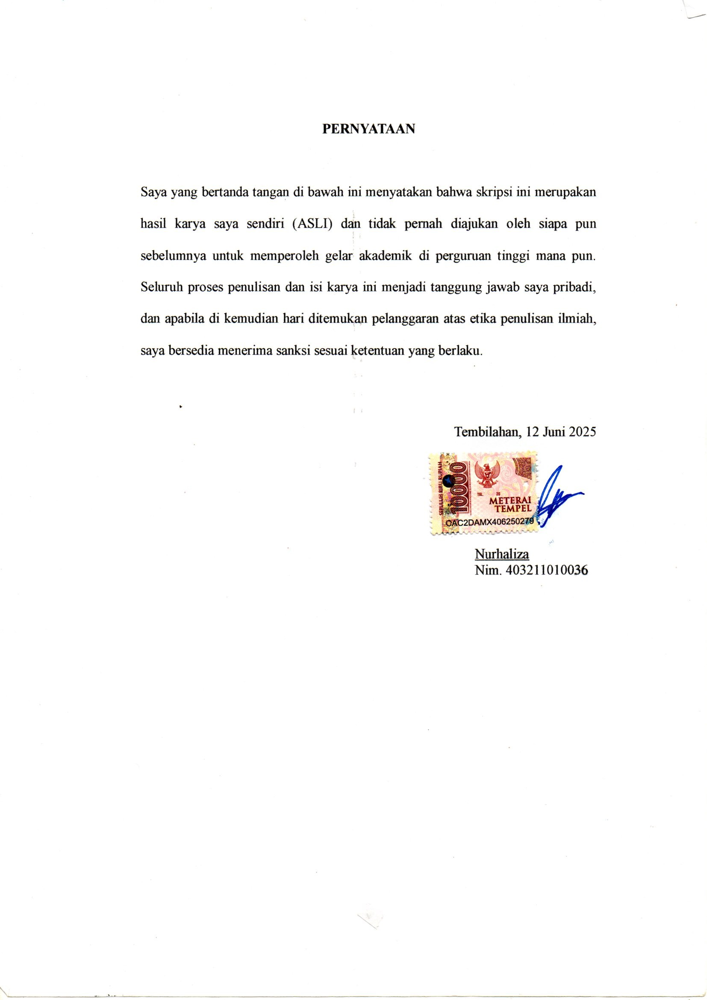 PERNYATAAN
Saya yang bertanda tangan di bawah ini menyatakan bahwa skripsi ini merupakan
hasil karya saya sendiri (ASLI) dan tidak pernah diajukan oleh siapa pun
sebelumnya untuk memperoleh gelar akademik di perguruan tinggi mana pun.
Seluruh proses penulisan dan isi karya ini menjadi tanggung jawab saya pribadi,
dan apabila di kemudian hari ditemukan pelanggaran atas etika penulisan ilmiah,
saya bersedia menerima sanksi sesuai ketentuan yang berlaku.
Tembilahan, 12 Juni 2025
SEPULUH RIBU RUPIAH
10000
TGL. 20
METERAI
TEMPEL
CAC2DAMX406250279
Nurhaliza
Nim. 403211010036